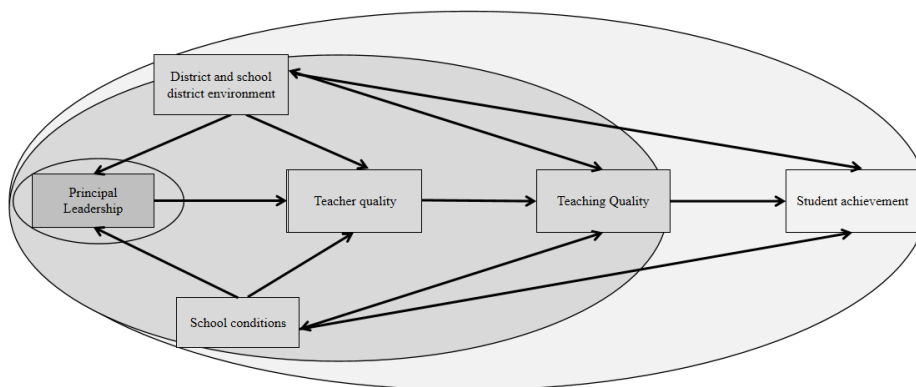 District and school
district environment
Principal
Leadership
Teacher quality
Teaching Quality
Student achievement
School conditions